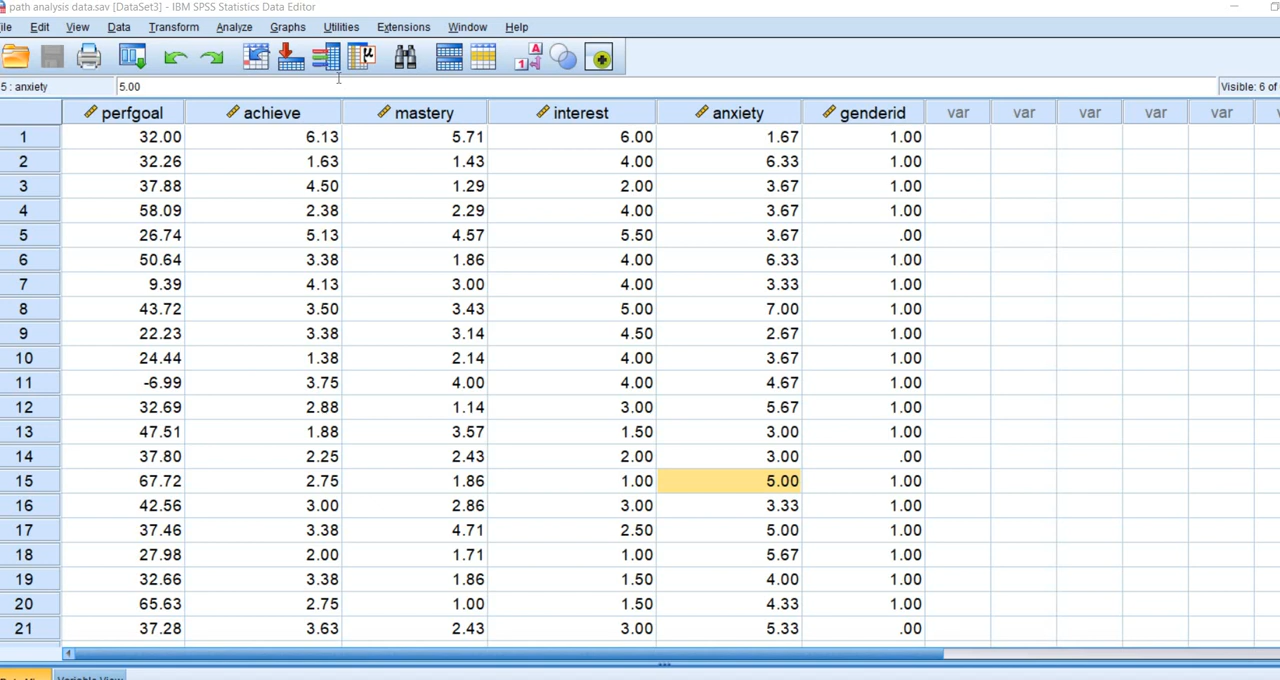 path analysis data.sav [DataSet3] - IBM SPSS Statistics Data Editor
ile Edit View Data Transform Analyze Graphs Utilities Extensions Window Help
5 : anxiety 5.00 Visible: 6 of
perfgoal achieve mastery interest anxiety genderid var var var var var
1 32.00 6.13 5.71 6.00 1.67 1.00
2 32.26 1.63 1.43 4.00 6.33 1.00
3 37.88 4.50 1.29 2.00 3.67 1.00
4 58.09 2.38 2.29 4.00 3.67 1.00
5 26.74 5.13 4.57 5.50 3.67 .00
6 50.64 3.38 1.86 4.00 6.33 1.00
7 9.39 4.13 3.00 4.00 3.33 1.00
8 43.72 3.50 3.43 5.00 7.00 1.00
9 22.23 3.38 3.14 4.50 2.67 1.00
10 24.44 1.38 2.14 4.00 3.67 1.00
11 -6.99 3.75 4.00 4.00 4.67 1.00
12 32.69 2.88 1.14 3.00 5.67 1.00
13 47.51 1.88 3.57 1.50 3.00 1.00
14 37.80 2.25 2.43 2.00 3.00 .00
15 67.72 2.75 1.86 1.00 5.00 1.00
16 42.56 3.00 2.86 3.00 3.33 1.00
17 37.46 3.38 4.71 2.50 5.00 1.00
18 27.98 2.00 1.71 1.00 5.67 1.00
19 32.66 3.38 1.86 1.50 4.00 1.00
20 65.63 2.75 1.00 1.50 4.33 1.00
21 37.28 3.63 2.43 3.00 5.33 .00
Variable View